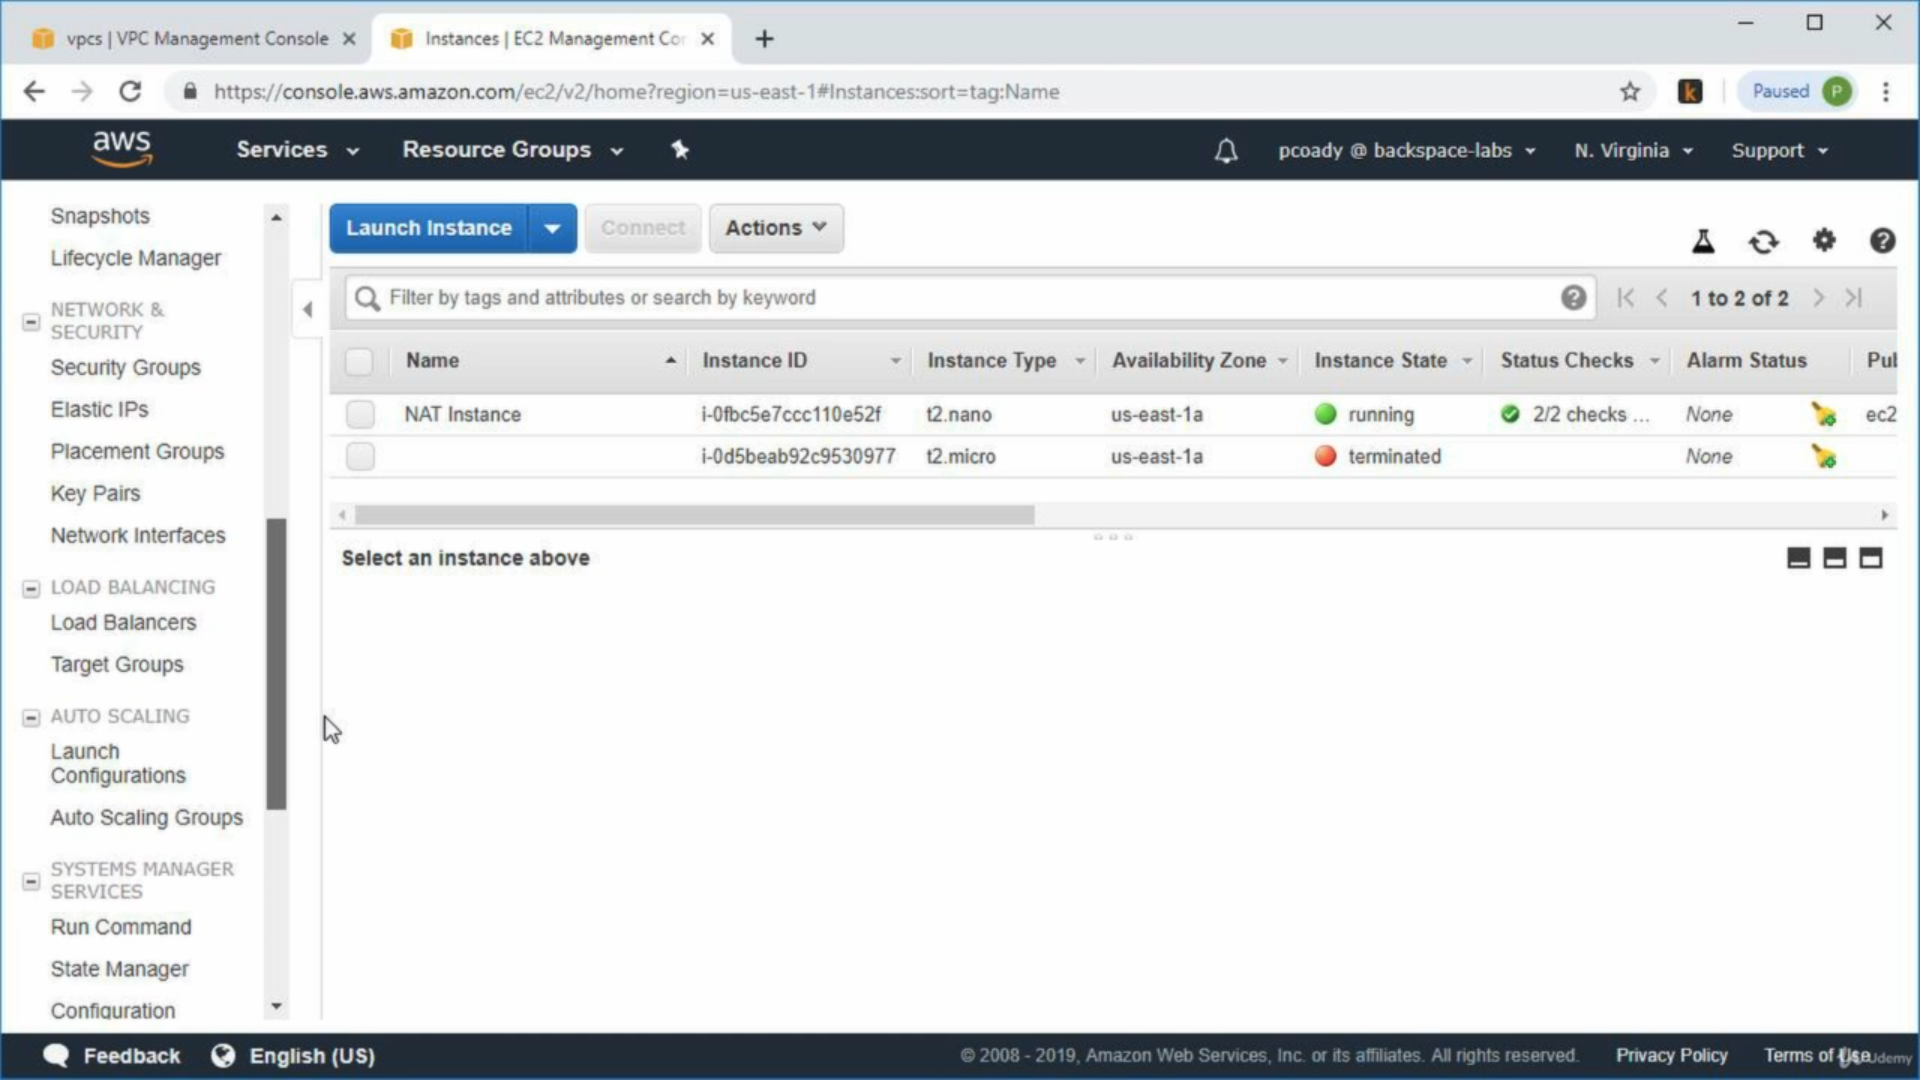 vpcs | VPC Management Console
Instances | EC2 Management Cor
https://console.aws.amazon.com/ec2/v2/home?region=us-east-1#Instances:sort=tag:Name
k
Paused P
aws
Services
Resource Groups
pcoady @ backspace-labs
N. Virginia
Support
Snapshots
Lifecycle Manager
NETWORK &
SECURITY
Security Groups
Elastic IPs
Placement Groups
Key Pairs
Network Interfaces
LOAD BALANCING
Load Balancers
Target Groups
AUTO SCALING
Launch
Configurations
Auto Scaling Groups
SYSTEMS MANAGER
SERVICES
Run Command
State Manager
Configuration
Launch Instance
Connect
Actions
Filter by tags and attributes or search by keyword
1 to 2 of 2
Name Instance ID Instance Type Availability Zone Instance State Status Checks Alarm Status Pul
NAT Instance i-0fbc5e7ccc110e52f t2.nano us-east-1a running 2/2 checks ... None ec2
i-0d5beab92c9530977 t2.micro us-east-1a terminated None
Select an instance above
Feedback
English (US)
© 2008 - 2019, Amazon Web Services, Inc. or its affiliates. All rights reserved.
Privacy Policy
Terms of Use
Udemy